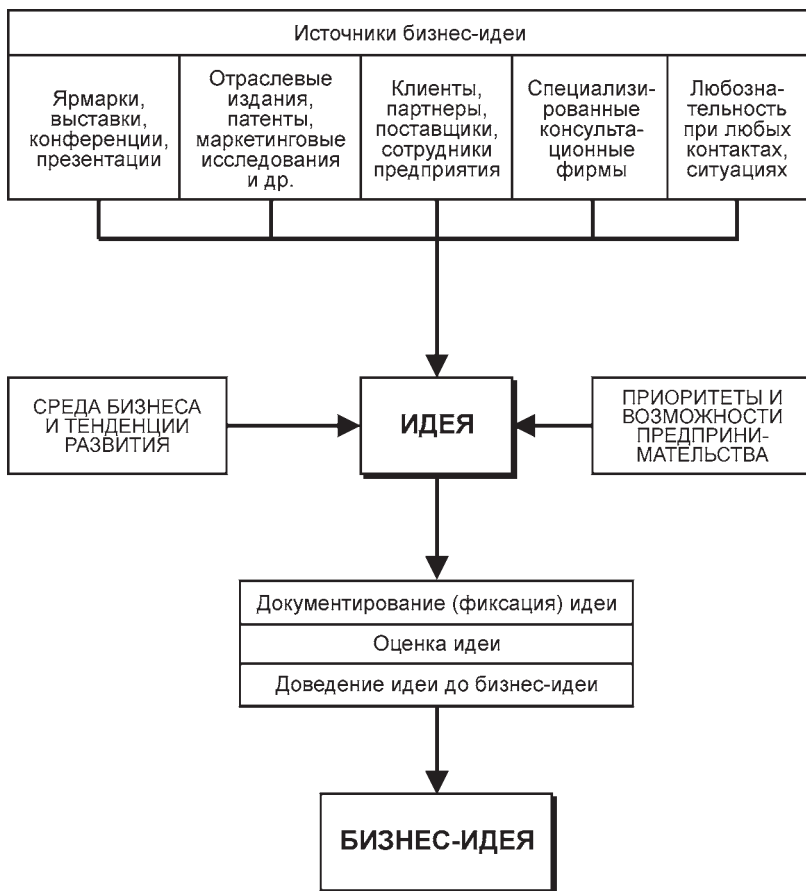 Источники бизнес-идеи
Ярмарки,
выставки,
конференции,
презентации
Отраслевые
издания,
патенты,
маркетинговые
исследования
и др.
Клиенты,
партнеры,
поставщики,
сотрудники
предприятия
Специализи-
рованные
консульта-
ционные
фирмы
Любозна-
тельность
при любых
контактах,
ситуациях
СРЕДА БИЗНЕСА
И ТЕНДЕНЦИИ
РАЗВИТИЯ
ИДЕЯ
ПРИОРИТЕТЫ И
ВОЗМОЖНОСТИ
ПРЕДПРИНИ-
МАТЕЛЬСТВА
Документирование (фиксация) идеи
Оценка идеи
Доведение идеи до бизнес-идеи
БИЗНЕС-ИДЕЯ